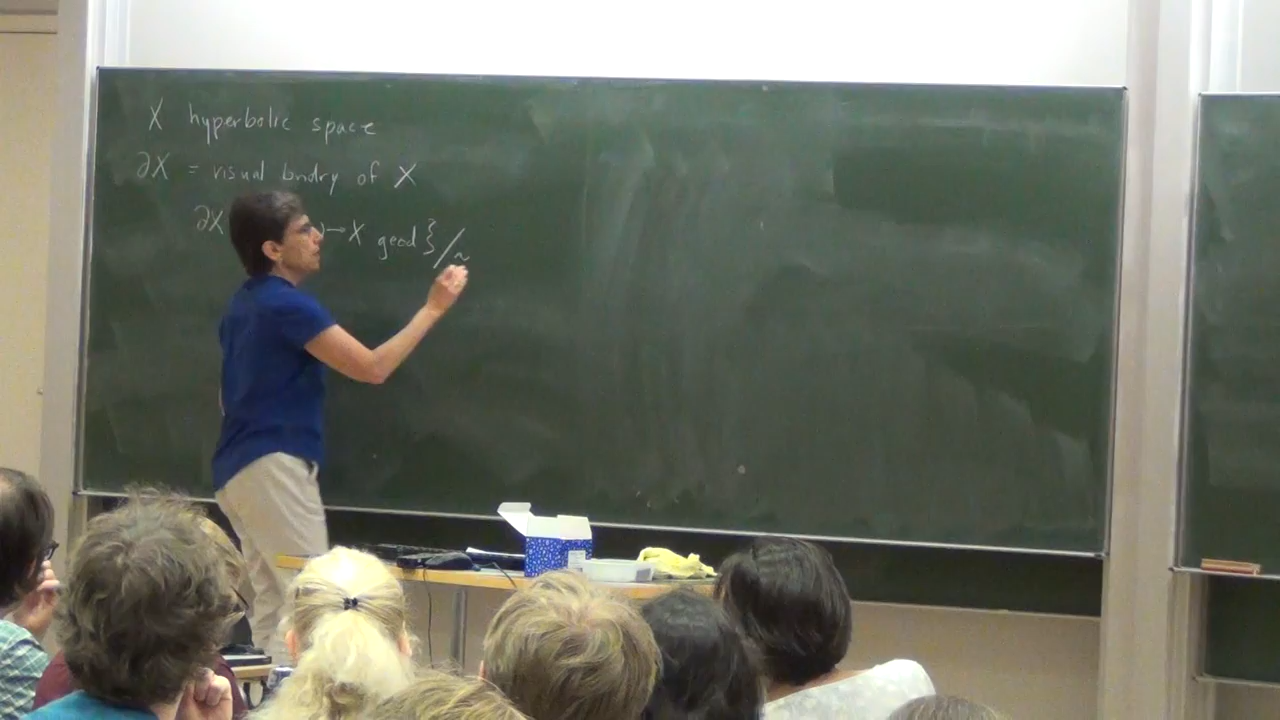 X hyperbolic space
∂X = visual bndry of X
∂X ) → X geod } / ~